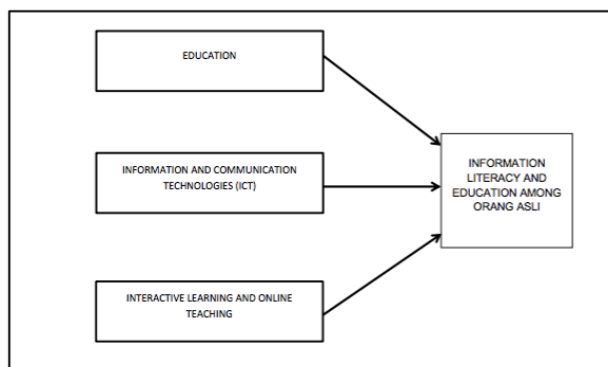 EDUCATION
INFORMATION AND COMMUNICATION
TECHNOLOGIES (ICT)
INTERACTIVE LEARNING AND ONLINE
TEACHING
INFORMATION
LITERACY AND
EDUCATION AMONG
ORANG ASLI